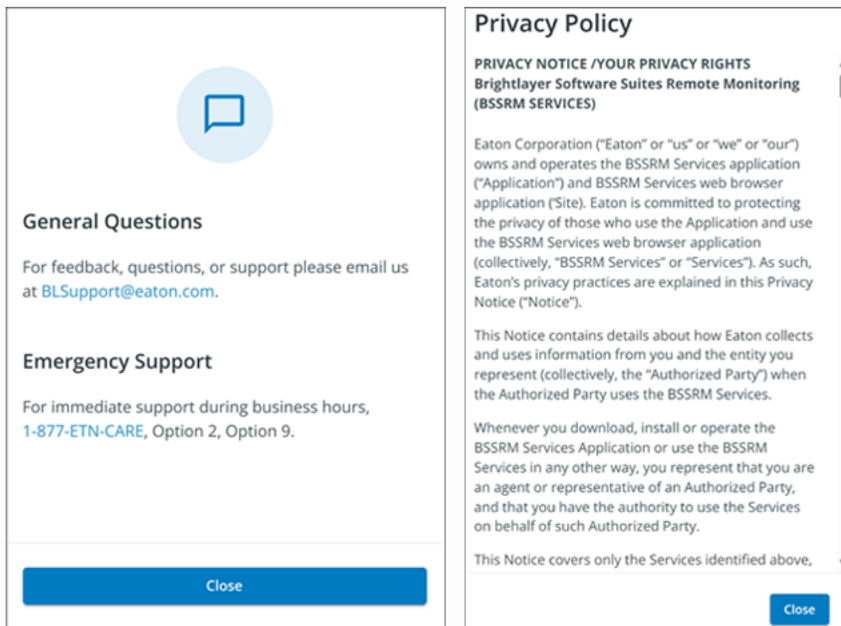 General Questions
For feedback, questions, or support please email us
at BLSupport@eaton.com.
Emergency Support
For immediate support during business hours,
1-877-ETN-CARE, Option 2, Option 9.
Close
Privacy Policy
PRIVACY NOTICE /YOUR PRIVACY RIGHTS
Brightlayer Software Suites Remote Monitoring
(BSSRM SERVICES)
Eaton Corporation (“Eaton” or “us” or “we” or “our”)
owns and operates the BSSRM Services application
(“Application”) and BSSRM Services web browser
application (“Site). Eaton is committed to protecting
the privacy of those who use the Application and use
the BSSRM Services web browser application
(collectively, “BSSRM Services” or “Services”). As such,
Eaton’s privacy practices are explained in this Privacy
Notice (“Notice”).
This Notice contains details about how Eaton collects
and uses information from you and the entity you
represent (collectively, the “Authorized Party”) when
the Authorized Party uses the BSSRM Services.
Whenever you download, install or operate the
BSSRM Services Application or use the BSSRM
Services in any other way, you represent that you are
an agent or representative of an Authorized Party,
and that you have the authority to use the Services
on behalf of such Authorized Party.
This Notice covers only the Services identified above,
Close